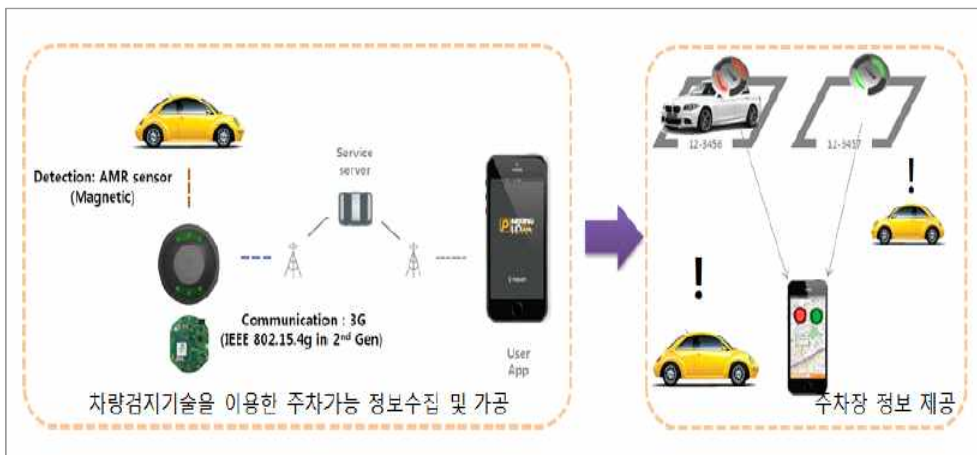 Detection: AMR sensor
(Magnetic)
Service
server
Communication : 3G
(IEEE 802.15.4g in 2nd Gen)
User
App
차량검지기술을 이용한 주차가능 정보수집 및 가공
12-3456
12-3457
!
!
주차장 정보 제공